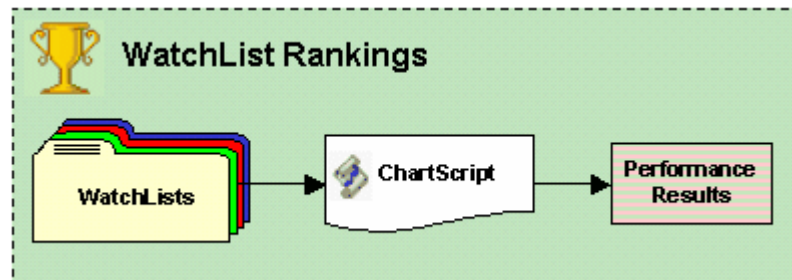 WatchList Rankings
WatchLists
ChartScript
Performance
Results